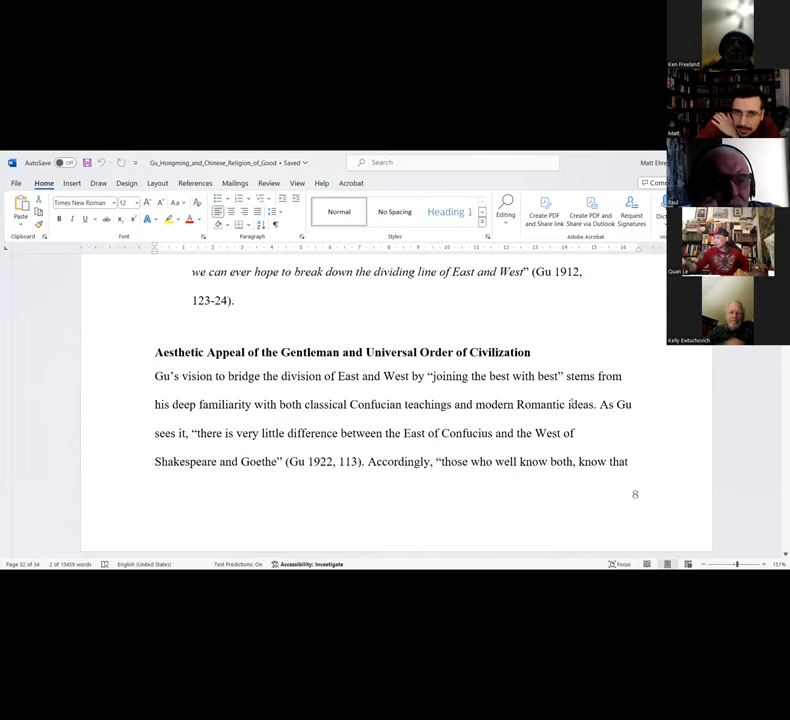 Ken Freeland
Matt
Paul
Quan Le
Kelly Ewtuchovich
AutoSave Off
Gu_Hongming_and_Chinese_Religion_of_Good • Saved
Search
File Home Insert Draw Design Layout References Mailings Review View Help Acrobat
Paste
Times New Roman 12
Normal
No Spacing
Heading 1
Editing
Create PDF and Share link
Create PDF and Share via Outlook
Request Signatures
Clipboard Font Paragraph Styles Adobe Acrobat
we can ever hope to break down the dividing line of East and West” (Gu 1912,
123-24).
Aesthetic Appeal of the Gentleman and Universal Order of Civilization
Gu’s vision to bridge the division of East and West by “joining the best with best” stems from
his deep familiarity with both classical Confucian teachings and modern Romantic ideas. As Gu
sees it, “there is very little difference between the East of Confucius and the West of
Shakespeare and Goethe” (Gu 1922, 113). Accordingly, “those who well know both, know that
8
Page 32 of 34 2 of 10459 words English (United States) Text Predictions: On Accessibility: Investigate Focus 151%